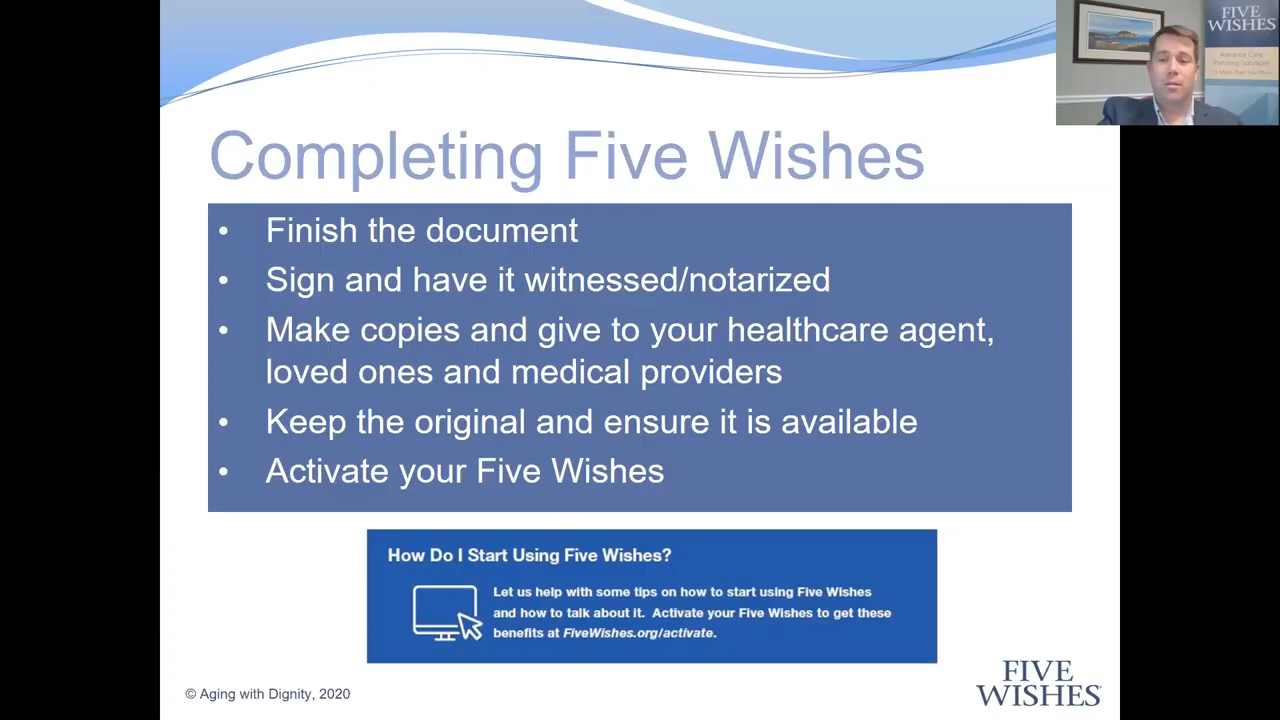 FIVE
WISHES
Advance Care
Planning Solutions
Completing Five Wishes
• Finish the document
• Sign and have it witnessed/notarized
• Make copies and give to your healthcare agent,
loved ones and medical providers
• Keep the original and ensure it is available
• Activate your Five Wishes
How Do I Start Using Five Wishes?
Let us help with some tips on how to start using Five Wishes
and how to talk about it. Activate your Five Wishes to get these
benefits at FiveWishes.org/activate.
© Aging with Dignity, 2020
FIVE
WISHES